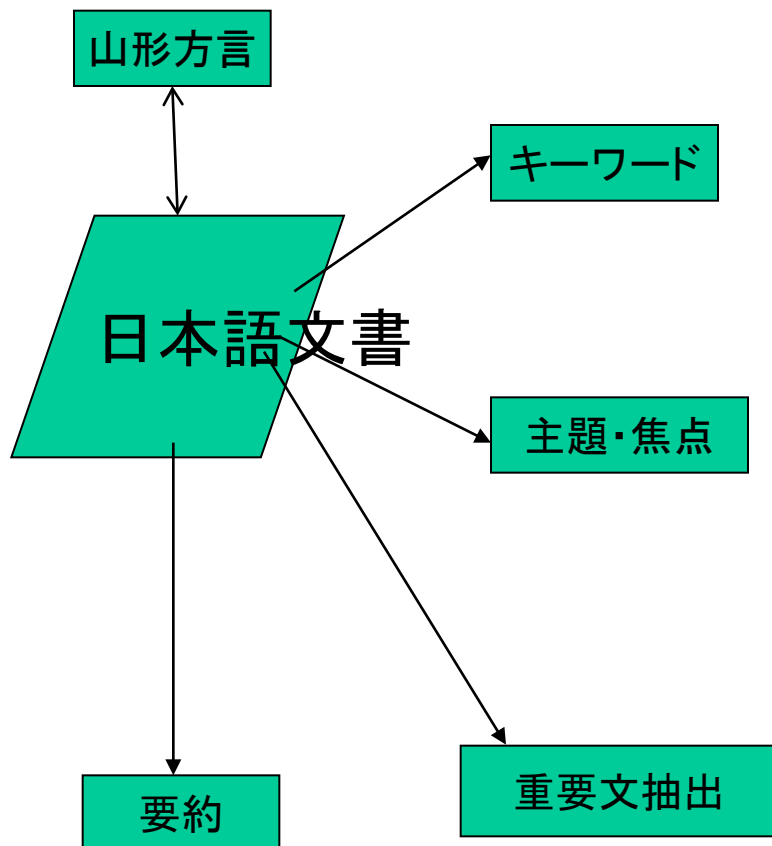 山形方言
キーワード
日本語文書
主題・焦点
重要文抽出
要約